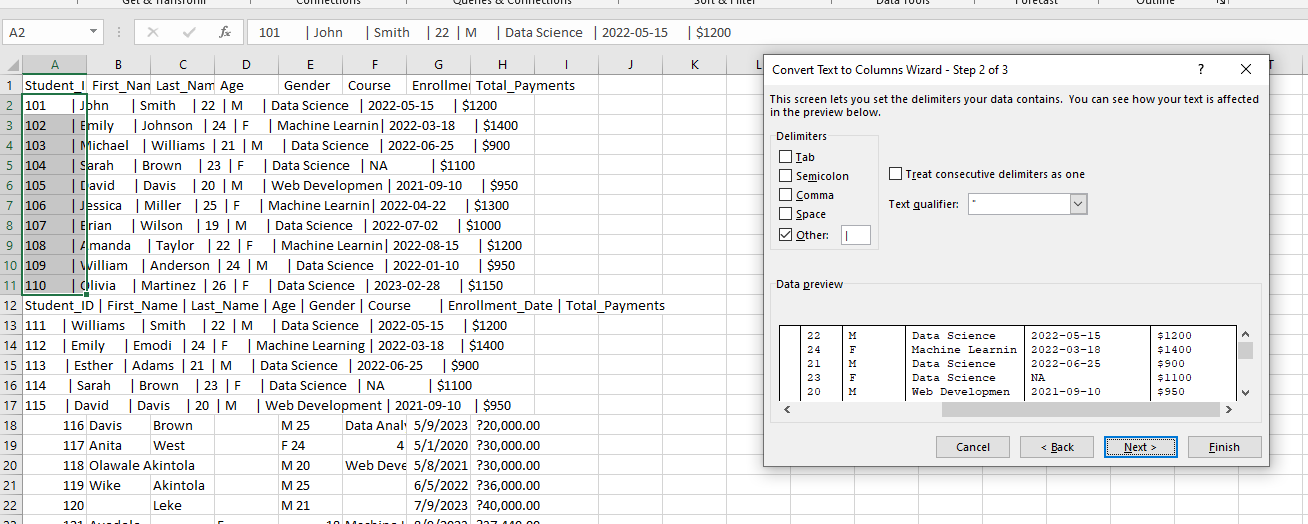 Get & Transform Connections Queries & Connections Sort & Filter Data Tools Forecast Outline
A2 fx 101 | John | Smith | 22 | M | Data Science | 2022-05-15 | $1200
A B C D E F G H I J K L T
1 Student_I First_Nam Last_Nam Age Gender Course Enrollme Total_Payments
2 101 | John | Smith | 22 | M | Data Science | 2022-05-15 | $1200
3 102 | Emily | Johnson | 24 | F | Machine Learnin| 2022-03-18 | $1400
4 103 | Michael | Williams | 21 | M | Data Science | 2022-06-25 | $900
5 104 | Sarah | Brown | 23 | F | Data Science | NA | $1100
6 105 | David | Davis | 20 | M | Web Developmen | 2021-09-10 | $950
7 106 | Jessica | Miller | 25 | F | Machine Learnin| 2022-04-22 | $1300
8 107 | Brian | Wilson | 19 | M | Data Science | 2022-07-02 | $1000
9 108 | Amanda | Taylor | 22 | F | Machine Learnin| 2022-08-15 | $1200
10 109 | William | Anderson | 24 | M | Data Science | 2022-01-10 | $950
11 110 | Olivia | Martinez | 26 | F | Data Science | 2023-02-28 | $1150
12 Student_ID | First_Name | Last_Name | Age | Gender | Course | Enrollment_Date | Total_Payments
13 111 | Williams | Smith | 22 | M | Data Science | 2022-05-15 | $1200
14 112 | Emily | Emodi | 24 | F | Machine Learning | 2022-03-18 | $1400
15 113 | Esther | Adams | 21 | M | Data Science | 2022-06-25 | $900
16 114 | Sarah | Brown | 23 | F | Data Science | NA | $1100
17 115 | David | Davis | 20 | M | Web Development | 2021-09-10 | $950
18 116 Davis Brown M 25 Data Analy 5/9/2023 ?20,000.00
19 117 Anita West F 24 4 5/1/2020 ?30,000.00
20 118 Olawale Akintola M 20 Web Deve 5/8/2021 ?30,000.00
21 119 Wike Akintola M 25 6/5/2022 ?36,000.00
22 120 Leke M 21 7/9/2023 ?40,000.00
Convert Text to Columns Wizard - Step 2 of 3 ?
This screen lets you set the delimiters your data contains. You can see how your text is affected
in the preview below.
Delimiters
Tab
Semicolon
Comma
Space
Other: |
Treat consecutive delimiters as one
Text qualifier: "
Data preview
22 M Data Science 2022-05-15 $1200
24 F Machine Learnin 2022-03-18 $1400
21 M Data Science 2022-06-25 $900
23 F Data Science NA $1100
20 M Web Developmen 2021-09-10 $950
Cancel < Back Next > Finish